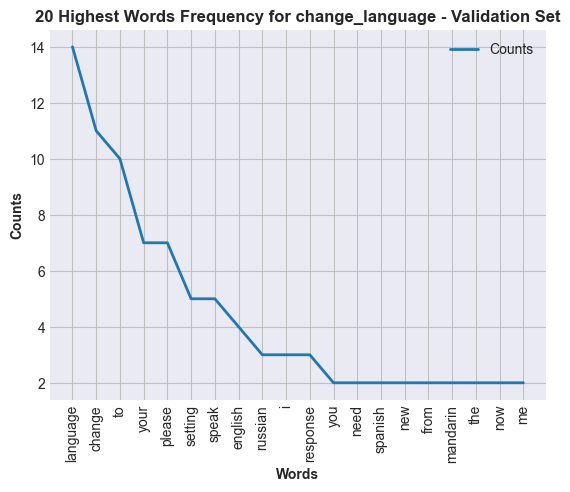 20 Highest Words Frequency for change_language - Validation Set
Counts
14
12
10
8
6
4
2
Counts
language
change
to
your
please
setting
speak
english
russian
i
response
you
need
spanish
new
from
mandarin
the
now
me
Words